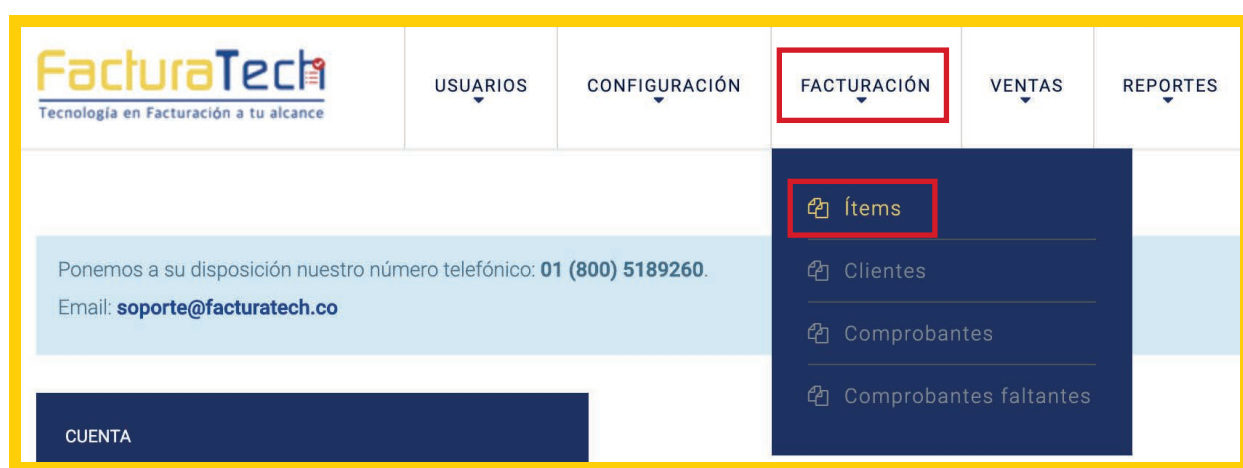 FacturaTech
Tecnología en Facturación a tu alcance
USUARIOS
CONFIGURACIÓN
FACTURACIÓN
VENTAS
REPORTES
Ítems
Clientes
Comprobantes
Comprobantes faltantes
Ponemos a su disposición nuestro número telefónico: 01 (800) 5189260.
Email: soporte@facturatech.co
CUENTA